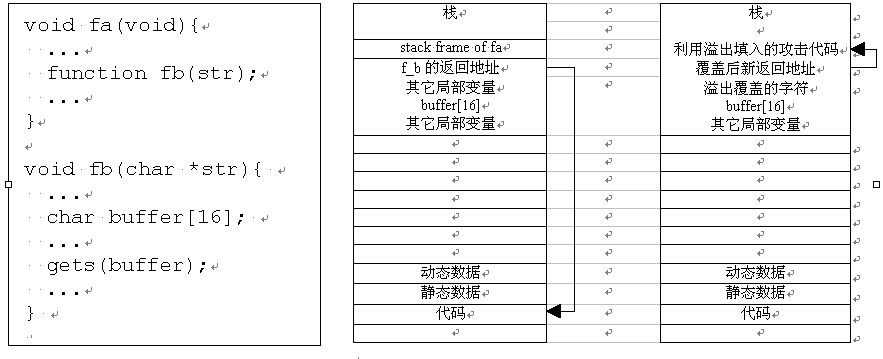 void fa(void){
...
function fb(str);
...
}
void fb(char *str){
...
char buffer[16];
...
gets(buffer);
...
}
栈
stack frame of fa
f_b 的返回地址
其它局部变量
buffer[16]
其它局部变量
动态数据
静态数据
代码
栈
利用溢出填入的攻击代码
覆盖后新返回地址
溢出覆盖的字符
buffer[16]
其它局部变量
动态数据
静态数据
代码